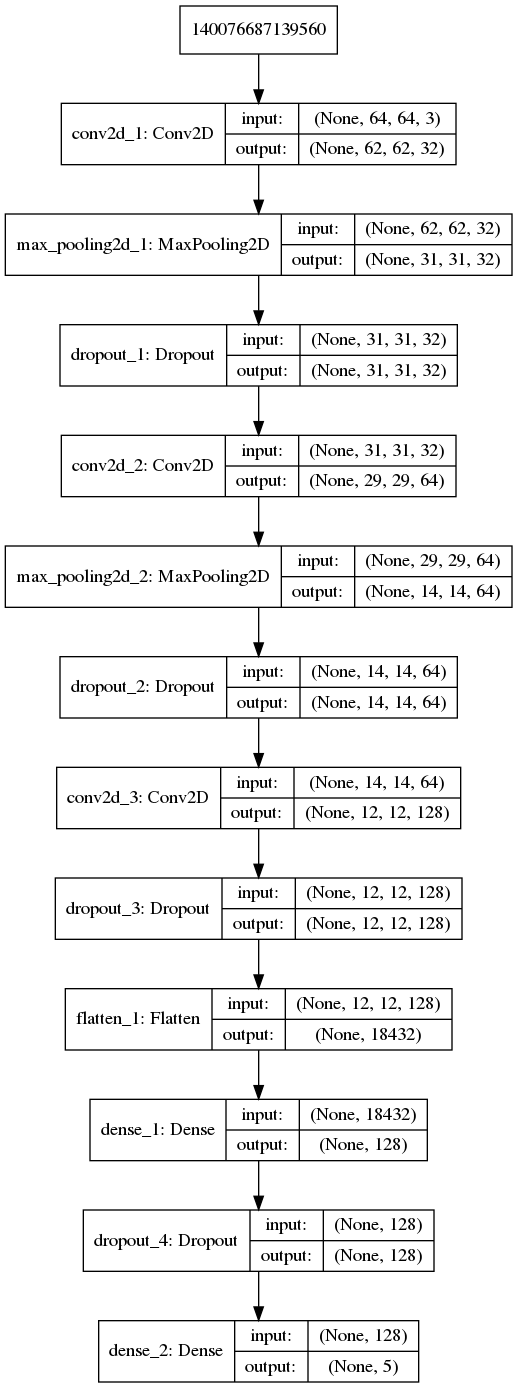 140076687139560
conv2d_1: Conv2D
input:
(None, 64, 64, 3)
output:
(None, 62, 62, 32)
max_pooling2d_1: MaxPooling2D
input:
(None, 62, 62, 32)
output:
(None, 31, 31, 32)
dropout_1: Dropout
input:
(None, 31, 31, 32)
output:
(None, 31, 31, 32)
conv2d_2: Conv2D
input:
(None, 31, 31, 32)
output:
(None, 29, 29, 64)
max_pooling2d_2: MaxPooling2D
input:
(None, 29, 29, 64)
output:
(None, 14, 14, 64)
dropout_2: Dropout
input:
(None, 14, 14, 64)
output:
(None, 14, 14, 64)
conv2d_3: Conv2D
input:
(None, 14, 14, 64)
output:
(None, 12, 12, 128)
dropout_3: Dropout
input:
(None, 12, 12, 128)
output:
(None, 12, 12, 128)
flatten_1: Flatten
input:
(None, 12, 12, 128)
output:
(None, 18432)
dense_1: Dense
input:
(None, 18432)
output:
(None, 128)
dropout_4: Dropout
input:
(None, 128)
output:
(None, 128)
dense_2: Dense
input:
(None, 128)
output:
(None, 5)